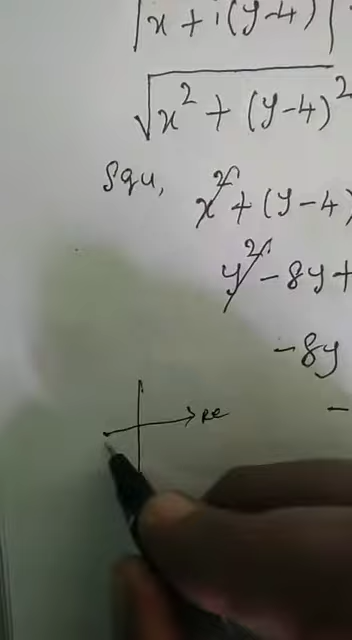 |x + i(y-4)|
√x² + (y-4)²
Squ,
x² + (y-4)
y² - 8y +
-8y
-
Re